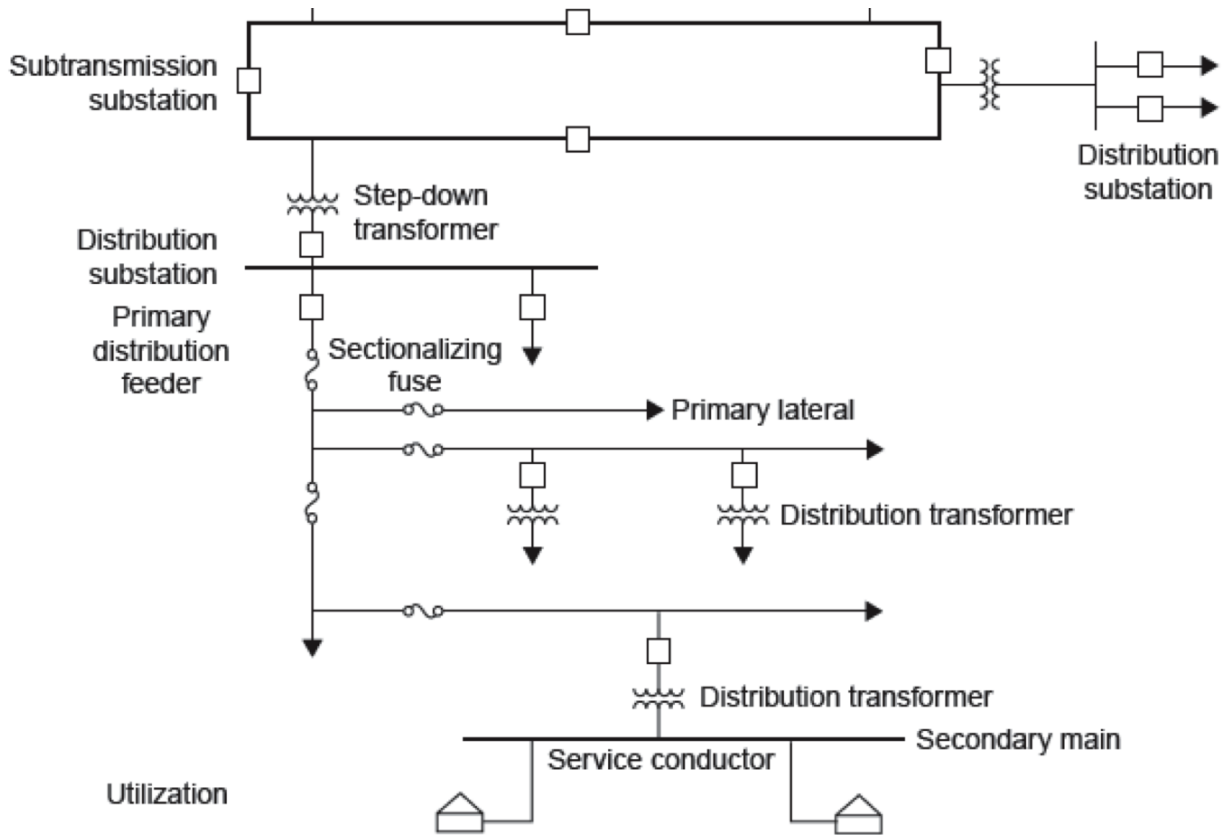 Subtransmission
substation
Distribution
substation
Step-down
transformer
Distribution
substation
Primary
distribution
feeder
Sectionalizing
fuse
Primary lateral
Distribution transformer
Distribution transformer
Secondary main
Service conductor
Utilization